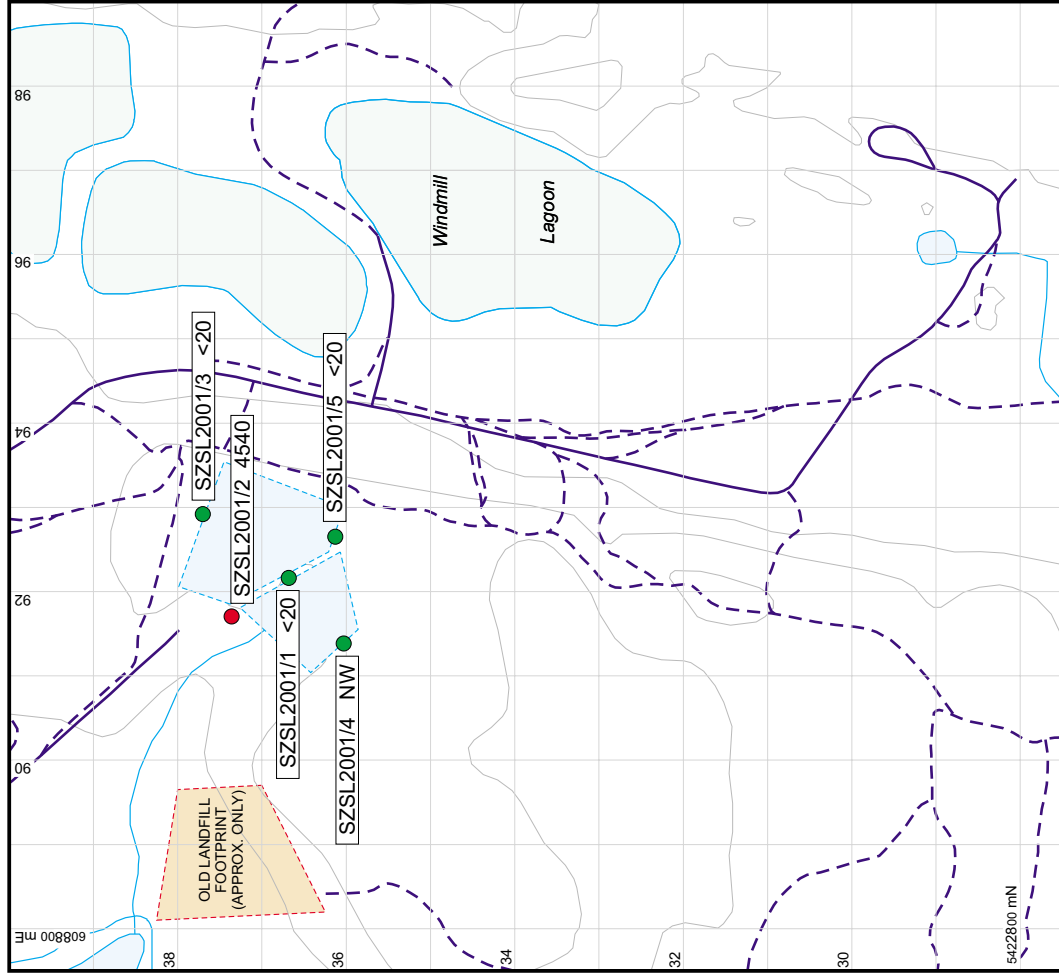 98
96
94
92
90
608800 mE
Windmill
Lagoon
SZSL2001/3 <20
SZSL2001/2 4540
SZSL2001/5 <20
SZSL2001/1 <20
SZSL2001/4 NW
OLD LANDFILL
FOOTPRINT
(APPROX. ONLY)
38
36
34
32
30
5422800 mN